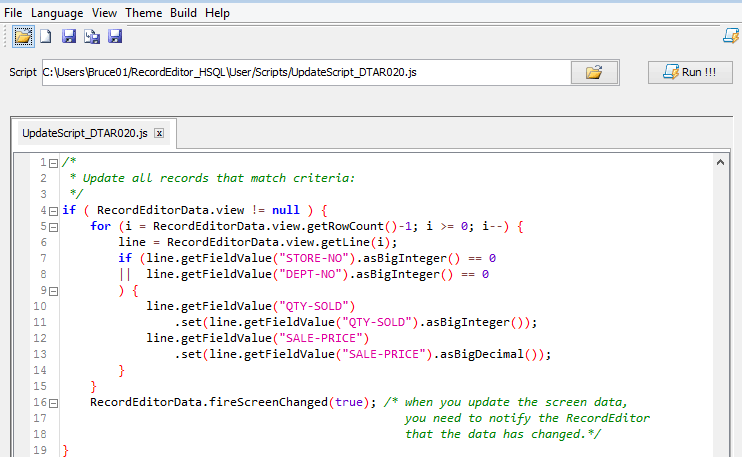 File Language View Theme Build Help
Script C:\Users\Bruce01/RecordEditor_HSQL\User/Scripts/UpdateScript_DTAR020.js Run !!!
UpdateScript_DTAR020.js x
1 /*
2 * Update all records that match criteria:
3 */
4 if ( RecordEditorData.view != null ) {
5 for (i = RecordEditorData.view.getRowCount()-1; i >= 0; i--) {
6 line = RecordEditorData.view.getLine(i);
7 if (line.getFieldValue("STORE-NO").asBigInteger() == 0
8 || line.getFieldValue("DEPT-NO").asBigInteger() == 0
9 ) {
10 line.getFieldValue("QTY-SOLD")
11 .set(line.getFieldValue("QTY-SOLD").asBigInteger());
12 line.getFieldValue("SALE-PRICE")
13 .set(line.getFieldValue("SALE-PRICE").asBigDecimal());
14 }
15 }
16 RecordEditorData.fireScreenChanged(true); /* when you update the screen data,
17 you need to notify the RecordEditor
18 that the data has changed.*/
19 }